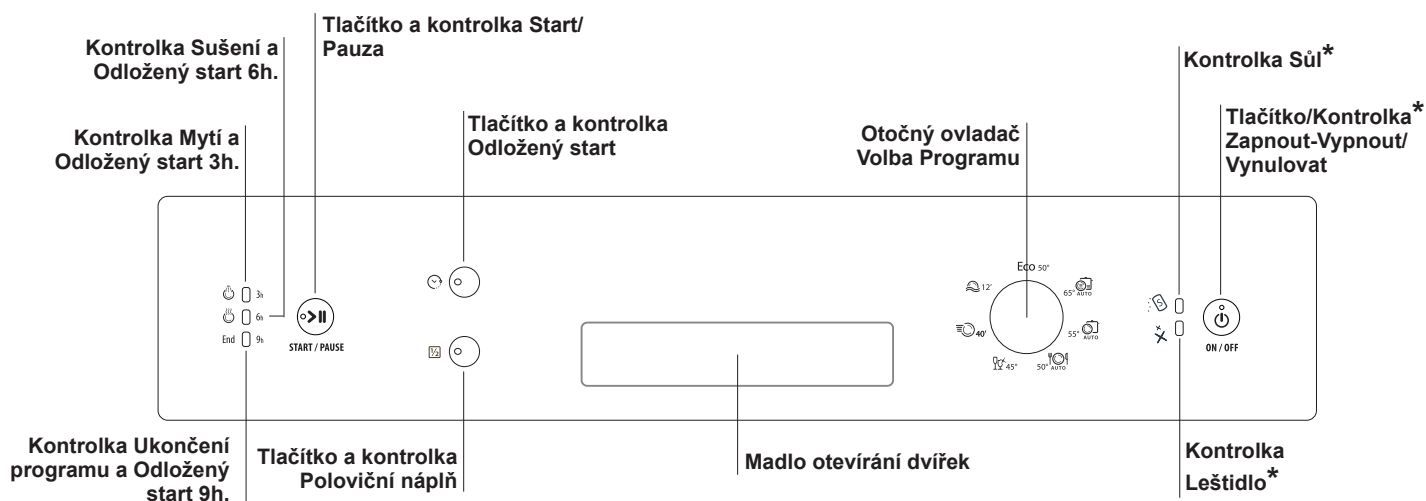 Tlačítko a kontrolka Start/
Pauza
Kontrolka Sušení a
Odložený start 6h.
Kontrolka Sůl*
Kontrolka Mytí a
Odložený start 3h.
Tlačítko a kontrolka
Odložený start
Otočný ovladač
Volba Programu
Tlačítko/Kontrolka*
Zapnout-Vypnout/
Vynulovat
3h
6h
End 9h
START / PAUSE
½
Eco 50°
65° AUTO
55° AUTO
50° AUTO
45°
40'
12'
S
ON / OFF
Kontrolka Ukončení
programu a Odložený
start 9h.
Tlačítko a kontrolka
Poloviční náplň
Madlo otevírání dvířek
Kontrolka
Leštidlo*